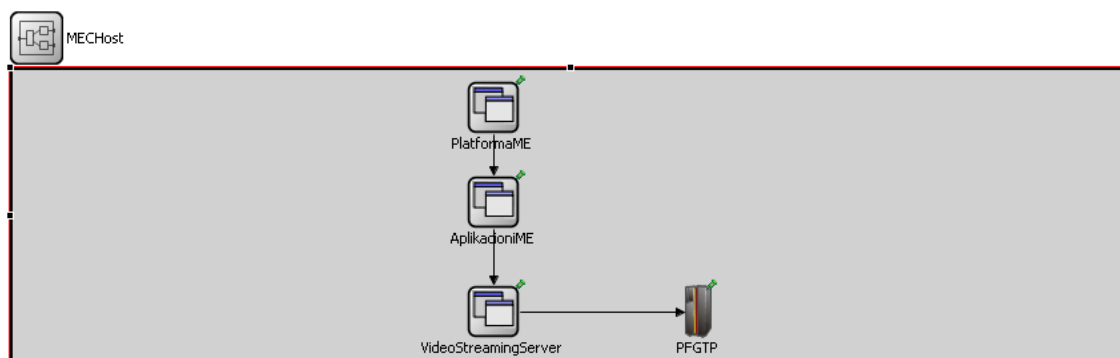 MECHost
PlatformaME
AplikacioniME
VideoStreamingServer
PFGTP